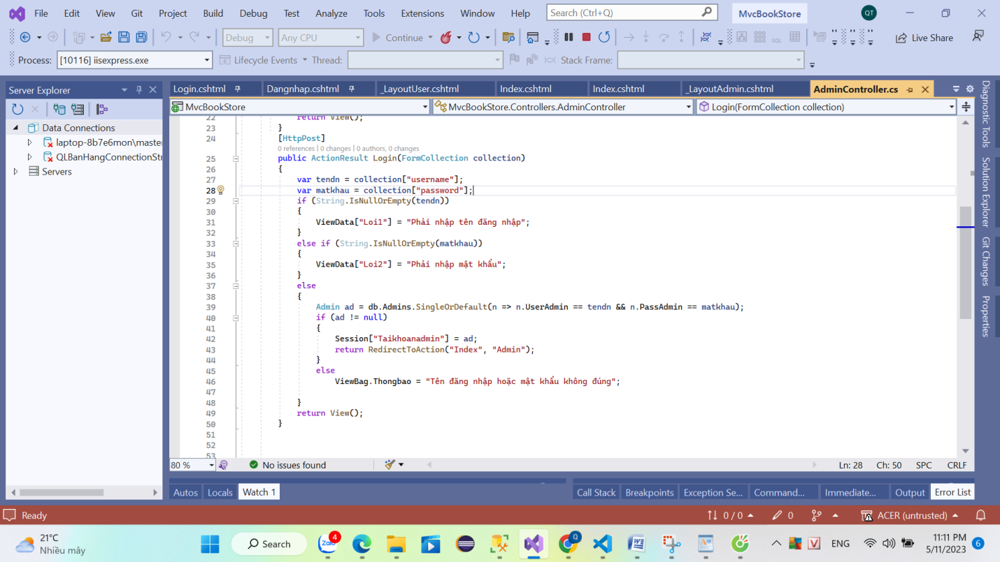 File Edit View Git Project Build Debug Test Analyze Tools Extensions Window Help Search (Ctrl+Q) MvcBookStore QT
Debug Any CPU Continue SQL Live Share
Process: [10116] iisexpress.exe Lifecycle Events Thread: Stack Frame:
Server Explorer
Data Connections
laptop-8b7e6mon\master
QLBanHangConnectionStr
Servers
Login.cshtml Dangnhap.cshtml _LayoutUser.cshtml Index.cshtml Index.cshtml _LayoutAdmin.cshtml AdminController.cs
MvcBookStore MvcBookStore.Controllers.AdminController Login(FormCollection collection)
22 return View();
23 }
24 [HttpPost]
0 references | 0 changes | 0 authors, 0 changes
25 public ActionResult Login(FormCollection collection)
26 {
27 var tendn = collection["username"];
28 var matkhau = collection["password"];
29 if (String.IsNullOrEmpty(tendn))
30 {
31 ViewData["Loi1"] = "Phải nhập tên đăng nhập";
32 }
33 else if (String.IsNullOrEmpty(matkhau))
34 {
35 ViewData["Loi2"] = "Phải nhập mật khẩu";
36 }
37 else
38 {
39 Admin ad = db.Admins.SingleOrDefault(n => n.UserAdmin == tendn && n.PassAdmin == matkhau);
40 if (ad != null)
41 {
42 Session["Taikhoanadmin"] = ad;
43 return RedirectToAction("Index", "Admin");
44 }
45 else
46 ViewBag.Thongbao = "Tên đăng nhập hoặc mật khẩu không đúng";
47
48 }
49 return View();
50 }
51
52
53
80 % No issues found Ln: 28 Ch: 50 SPC CRLF
Autos Locals Watch 1 Call Stack Breakpoints Exception Se... Command... Immediate... Output Error List
Diagnostic Tools
Solution Explorer
Git Changes
Properties
Ready 0 / 0 0 ACER (untrusted)
21°C
Nhiều mây
Search
Zalo 4
Q
V
ENG
11:11 PM
5/11/2023
6